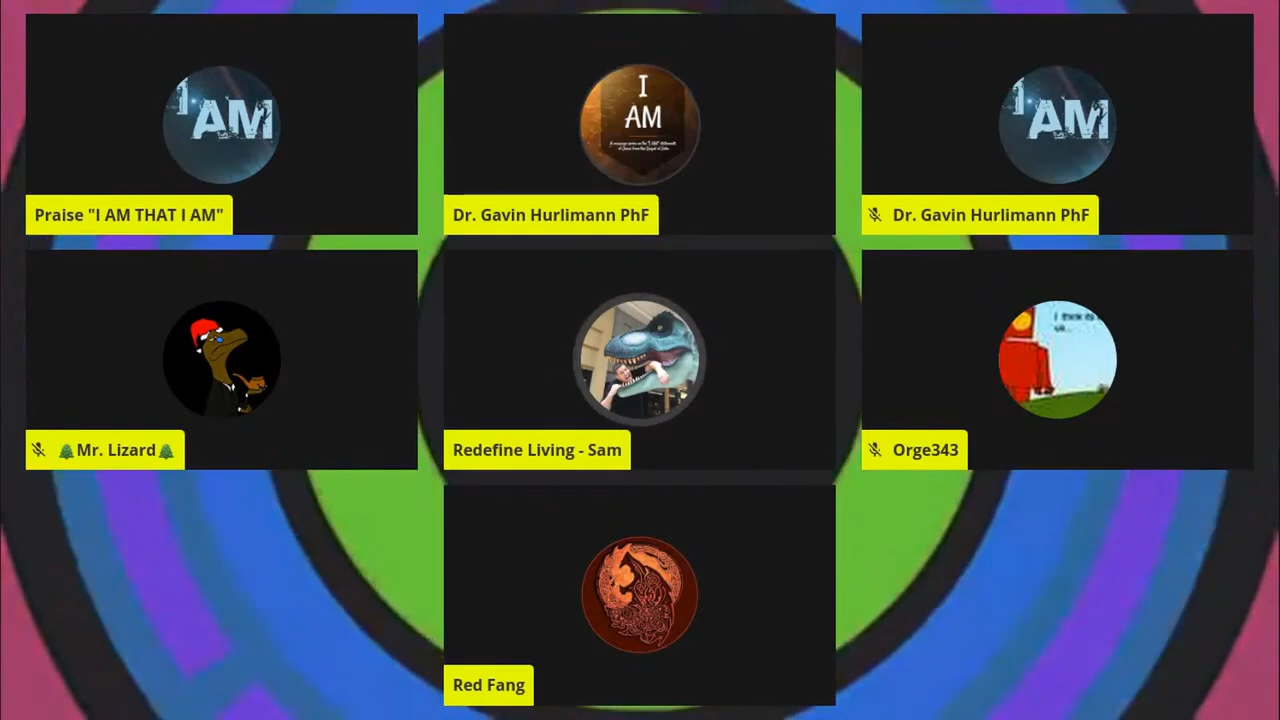 I
AM
Praise "I AM THAT I AM"
I
AM
Dr. Gavin Hurlimann PhF
I
AM
Dr. Gavin Hurlimann PhF
🌲Mr. Lizard🌲
Redefine Living - Sam
I think
Orge343
Red Fang